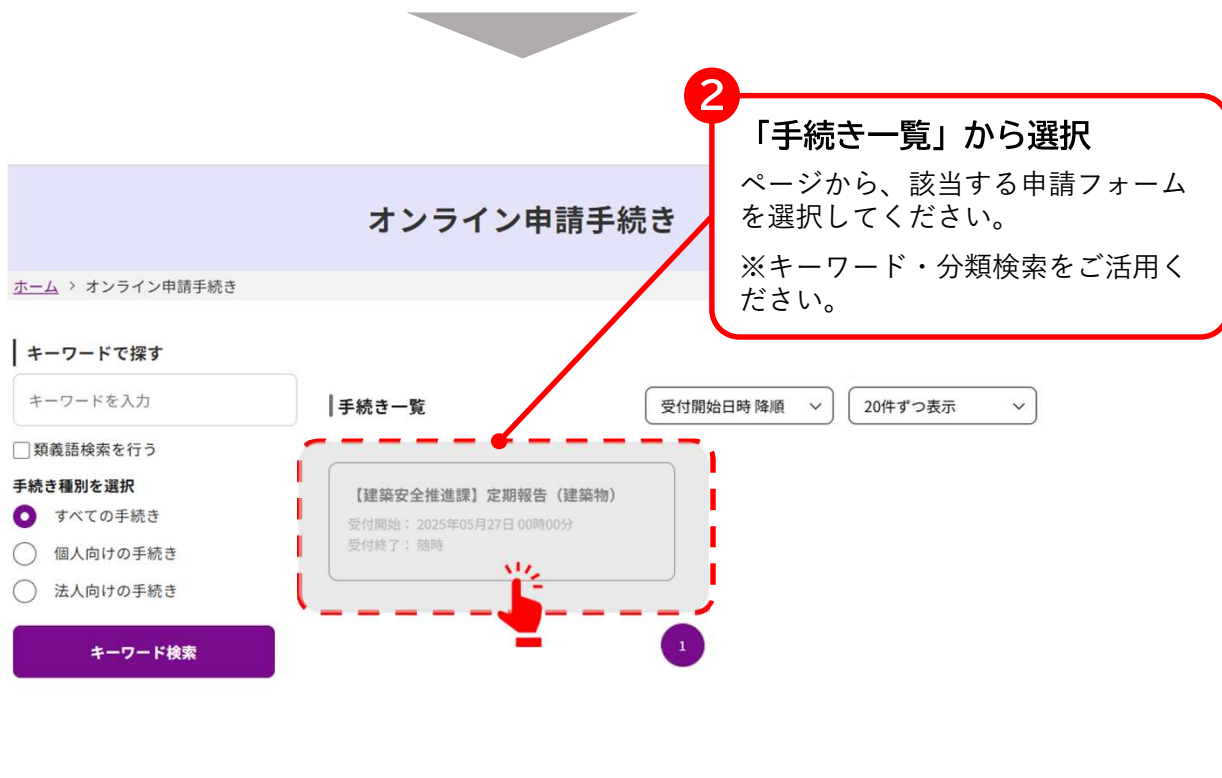 2
「手続き一覧」から選択
ページから、該当する申請フォーム
を選択してください。
※キーワード・分類検索をご活用く
ださい。
オンライン申請手続き
ホーム > オンライン申請手続き
キーワードで探す
キーワードを入力
類義語検索を行う
手続き種別を選択
すべての手続き
個人向けの手続き
法人向けの手続き
キーワード検索
手続き一覧
受付開始日時 降順
20件ずつ表示
【建築安全推進課】定期報告（建築物）
受付開始： 2025年05月27日 00時00分
受付終了： 随時
1